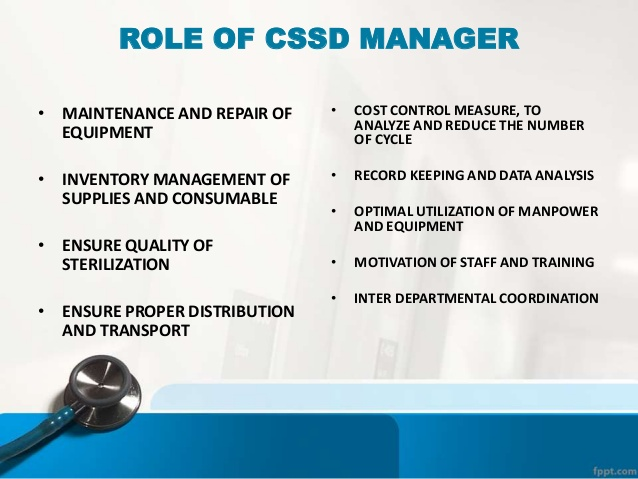 ROLE OF CSSD MANAGER
• MAINTENANCE AND REPAIR OF
EQUIPMENT
• INVENTORY MANAGEMENT OF
SUPPLIES AND CONSUMABLE
• ENSURE QUALITY OF
STERILIZATION
• ENSURE PROPER DISTRIBUTION
AND TRANSPORT
• COST CONTROL MEASURE, TO
ANALYZE AND REDUCE THE NUMBER
OF CYCLE
• RECORD KEEPING AND DATA ANALYSIS
• OPTIMAL UTILIZATION OF MANPOWER
AND EQUIPMENT
• MOTIVATION OF STAFF AND TRAINING
• INTER DEPARTMENTAL COORDINATION
fppt.com